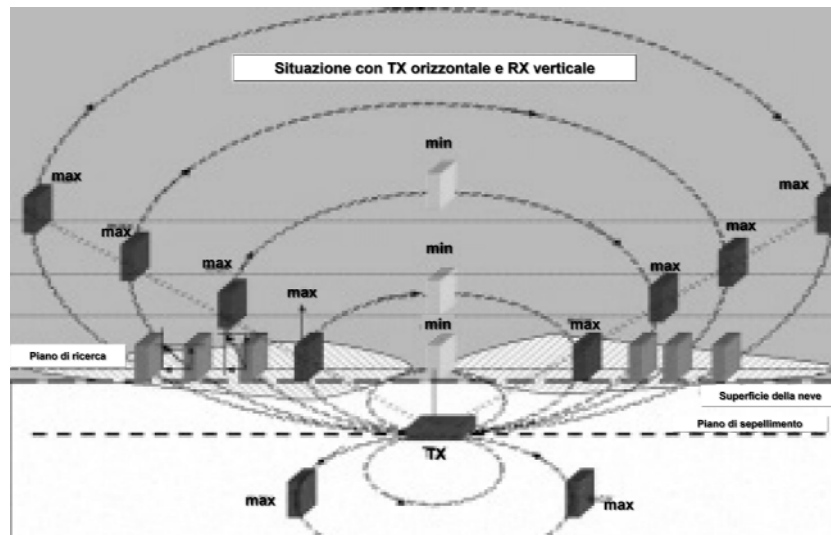 Situazione con TX orizzontale e RX verticale
min
max
max
max
max
min
max
max
max
min
max
Piano di ricerca
Superficie della neve
Piano di sepellimento
TX
max
max